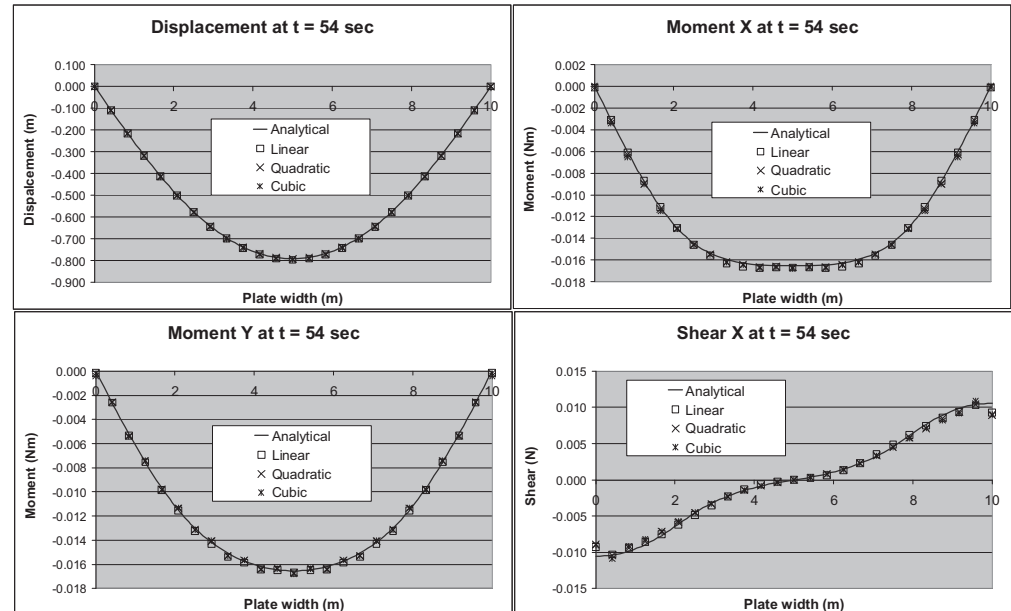 Displacement at t = 54 sec
0.100
0.000
-0.100
-0.200
-0.300
-0.400
-0.500
-0.600
-0.700
-0.800
-0.900
0
2
4
6
8
10
Dispalcement (m)
Analytical
Linear
Quadratic
Cubic
Plate width (m)
Moment X at t = 54 sec
0.002
0.000
-0.002
-0.004
-0.006
-0.008
-0.010
-0.012
-0.014
-0.016
-0.018
0
2
4
6
8
10
Moment (Nm)
Analytical
Linear
Quadratic
Cubic
Plate width (m)
Moment Y at t = 54 sec
0.000
-0.002
-0.004
-0.006
-0.008
-0.010
-0.012
-0.014
-0.016
-0.018
0
2
4
6
8
10
Moment (Nm)
Analytical
Linear
Quadratic
Cubic
Plate width (m)
Shear X at t = 54 sec
0.015
0.010
0.005
0.000
-0.005
-0.010
-0.015
0
2
4
6
8
10
Shear (N)
Analytical
Linear
Quadratic
Cubic
Plate width (m)